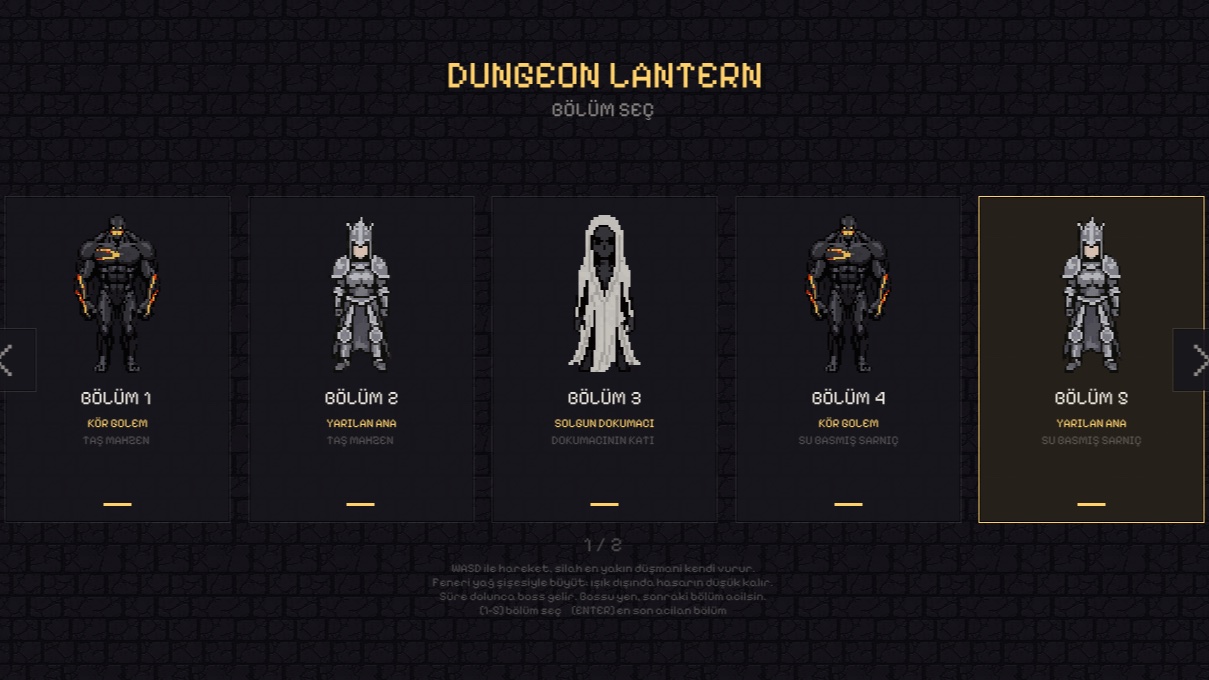 DUNGEON LANTERN
BÖLÜM SEÇ
BÖLÜM 1
KÖR GOLEM
TAŞ MAHZEN
BÖLÜM 2
YARILAN ANA
TAŞ MAHZEN
BÖLÜM 3
SOLGUN DOKUMACI
DOKUMACININ KATI
BÖLÜM 4
KÖR GOLEM
SU BASMIŞ SARNIÇ
BÖLÜM 5
YARILAN ANA
SU BASMIŞ SARNIÇ
1 / 2
WASD ile hareket, silah en yakın düşmanı kendi vurur.
Feneri yağ şişesiyle büyüt: ışık dışında hasarın düşük kalır.
Süre dolunca boss gelir. Bossu yen, sonraki bölüm açılsın.
[1-5] bölüm seç [ENTER] en son açılan bölüm